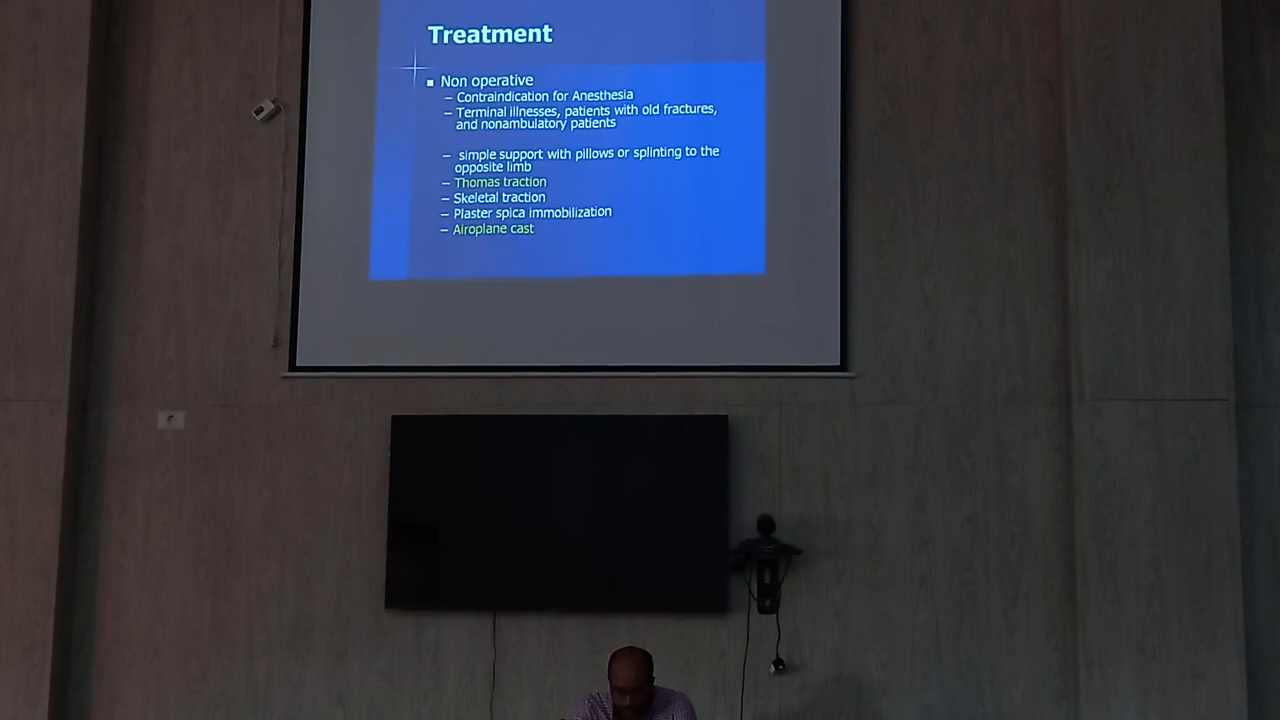 Treatment
Non operative
– Contraindication for Anesthesia
– Terminal illnesses, patients with old fractures,
and nonambulatory patients
– simple support with pillows or splinting to the
opposite limb
– Thomas traction
– Skeletal traction
– Plaster spica immobilization
– Airoplane cast